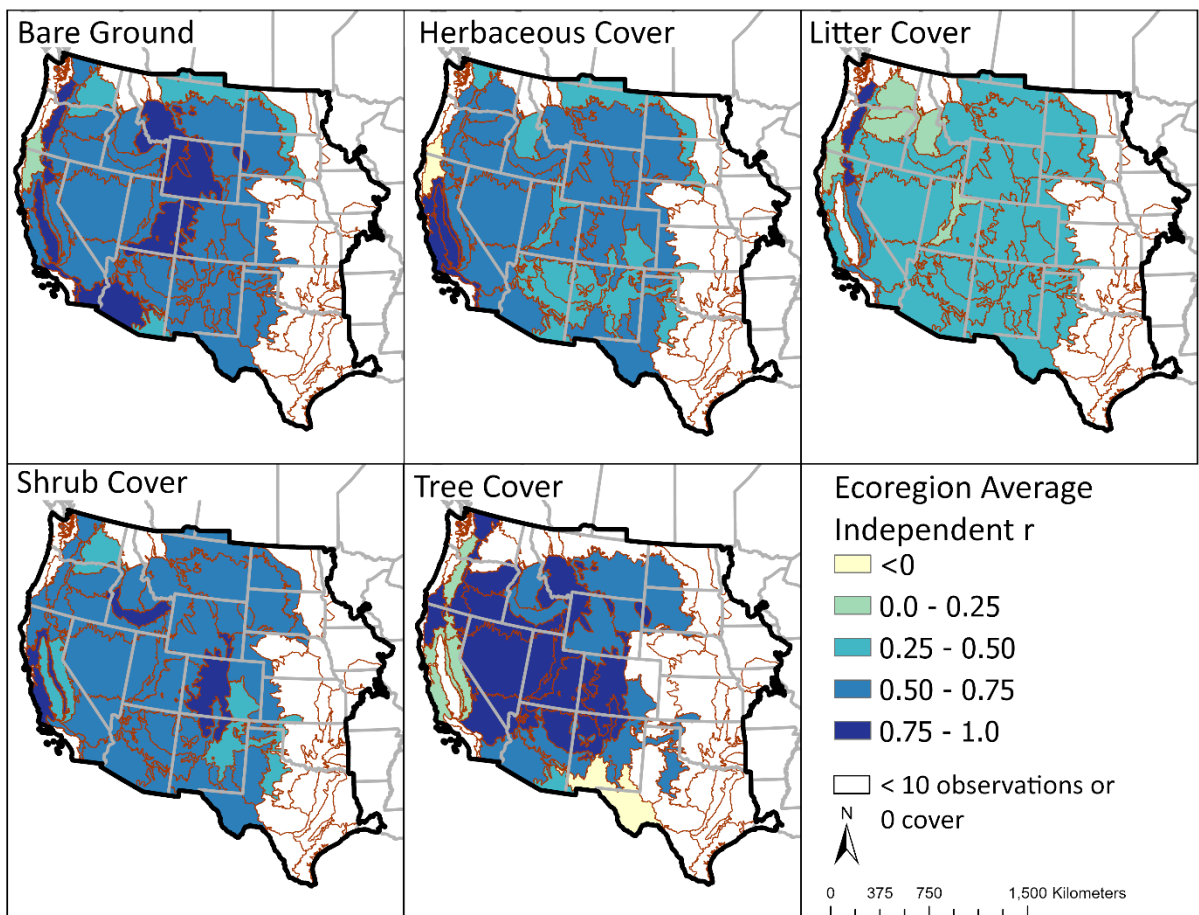 Bare Ground
Herbaceous Cover
Litter Cover
Shrub Cover
Tree Cover
Ecoregion Average
Independent r
<0
0.0 - 0.25
0.25 - 0.50
0.50 - 0.75
0.75 - 1.0
< 10 observations or
0 cover
N
0 375 750 1,500 Kilometers